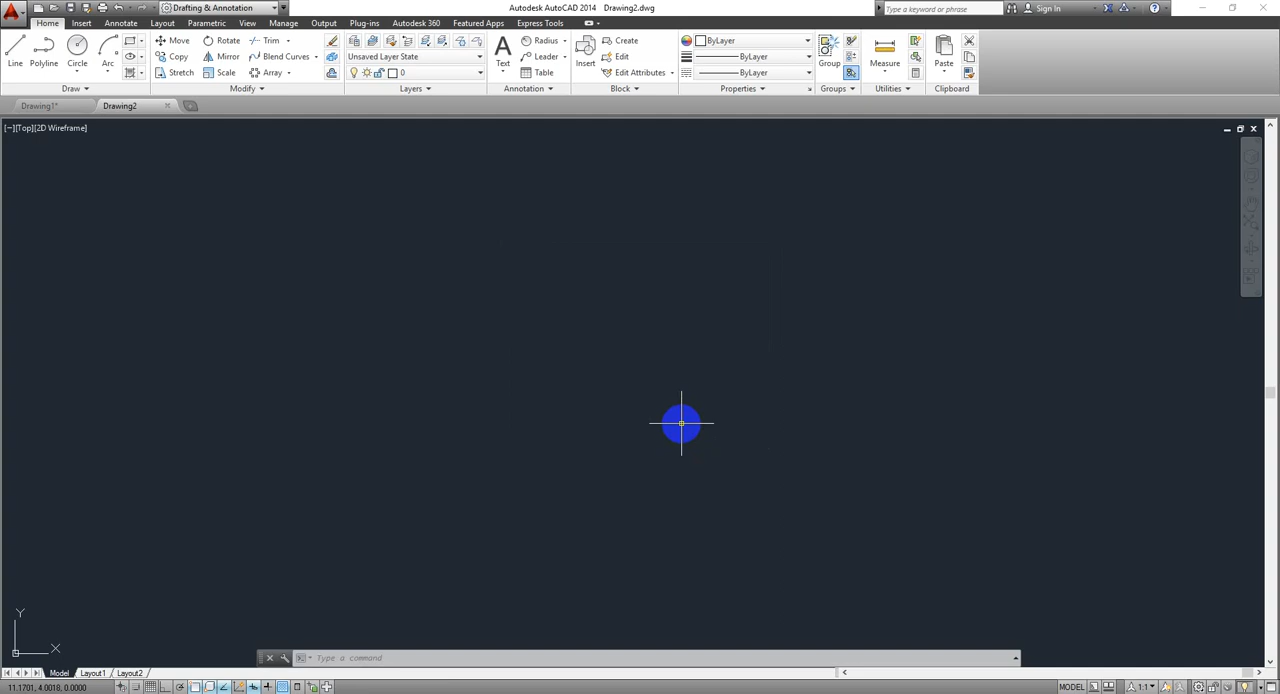 Drafting & Annotation
Autodesk AutoCAD 2014 Drawing2.dwg
Type a keyword or phrase
Sign In
Home Insert Annotate Layout Parametric View Manage Output Plug-ins Autodesk 360 Featured Apps Express Tools
Move Rotate Trim Radius Create ByLayer
Line Polyline Circle Arc Copy Mirror Blend Curves Unsaved Layer State Text Leader Insert Edit ByLayer Group Measure Paste
Stretch Scale Array 0 Table Edit Attributes ByLayer
Draw Modify Layers Annotation Block Properties Groups Utilities Clipboard
Drawing1* Drawing2
[−][Top][2D Wireframe]
Y
X
Type a command
Model Layout1 Layout2
11.1701, 4.0018, 0.0000 MODEL 1:1